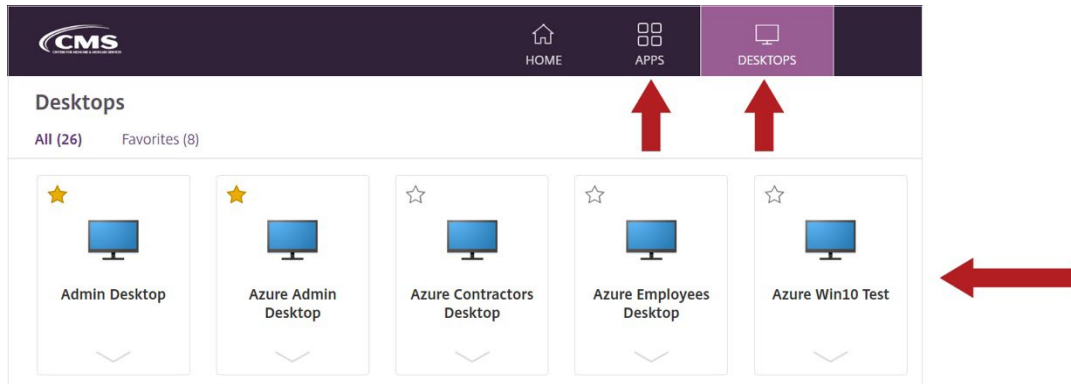 CMS
HOME
APPS
DESKTOPS
Desktops
All (26) Favorites (8)
Admin Desktop
Azure Admin
Desktop
Azure Contractors
Desktop
Azure Employees
Desktop
Azure Win10 Test